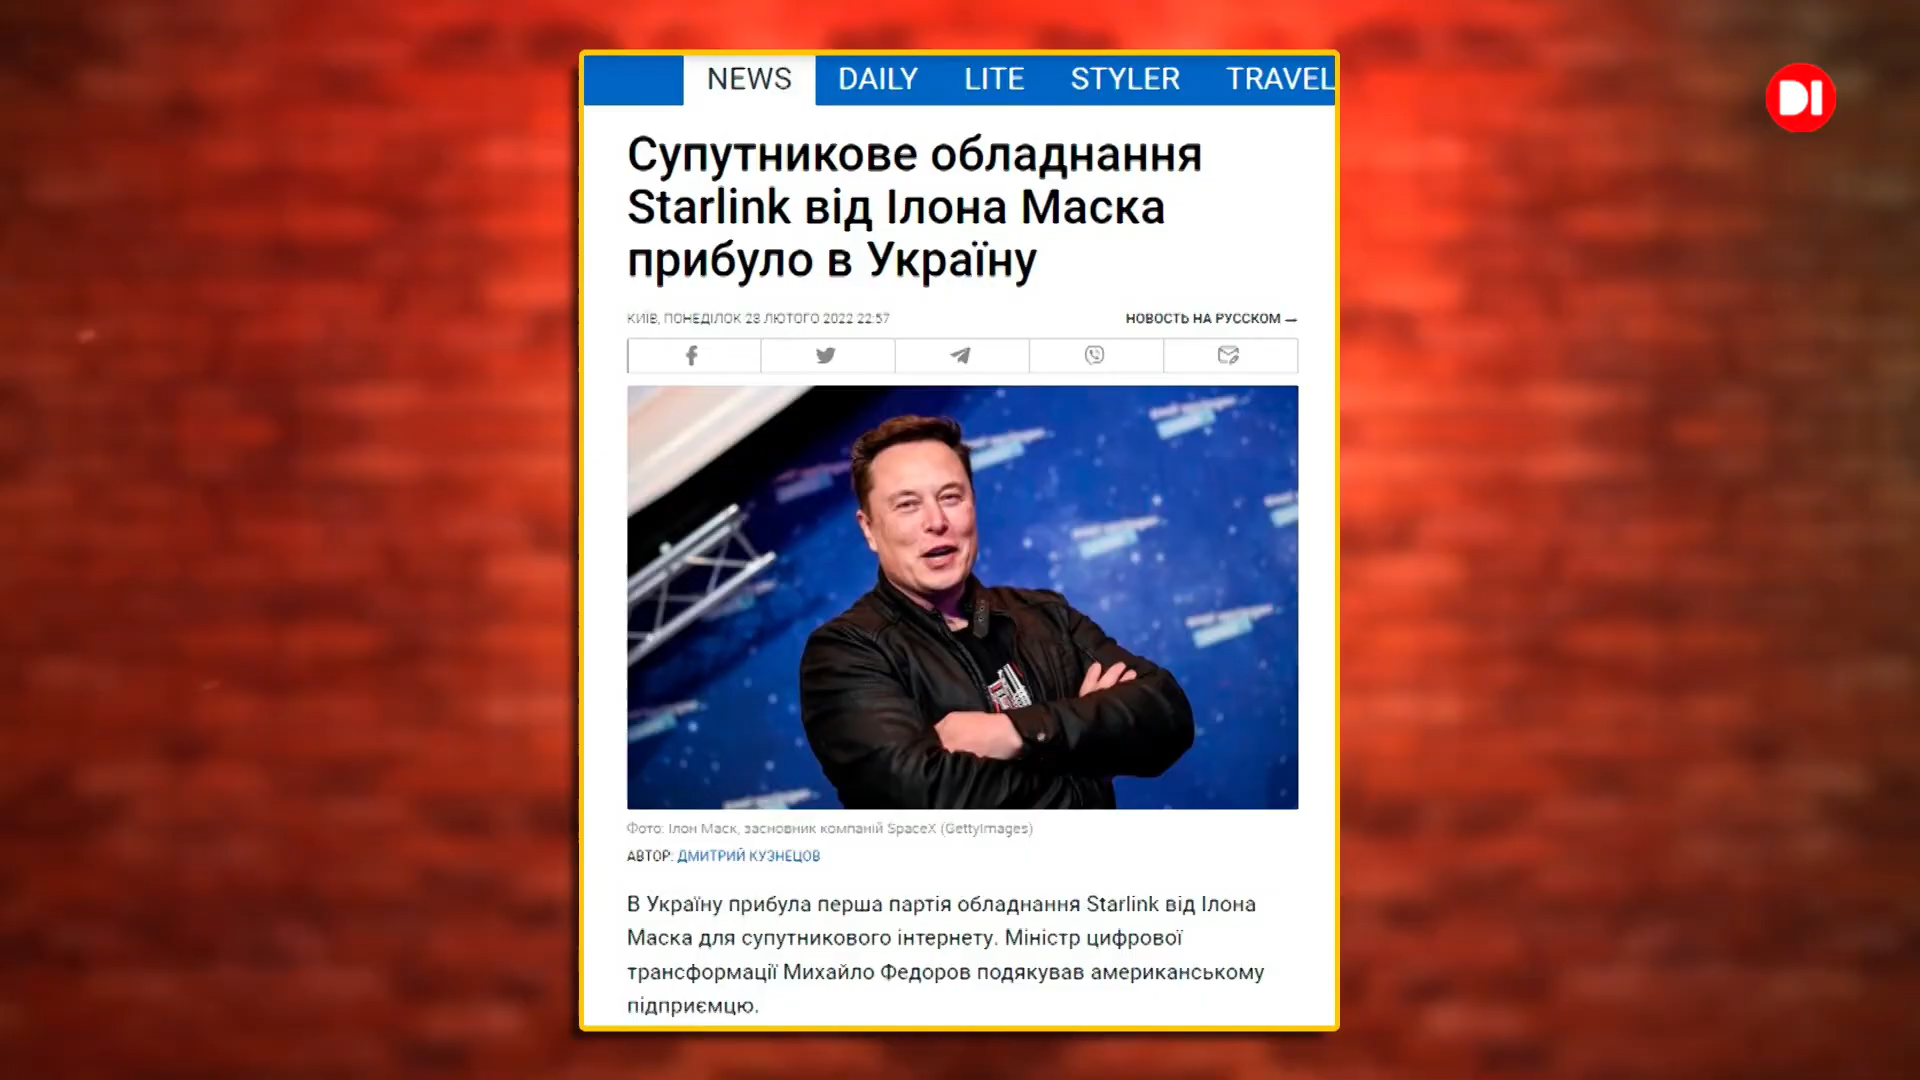 DI
NEWS DAILY LITE STYLER TRAVEL
Супутникове обладнання
Starlink від Ілона Маска
прибуло в Україну
КИЇВ, ПОНЕДІЛОК 28 ЛЮТОГО 2022 22:57
НОВОСТЬ НА РУССКОМ —
Фото: Ілон Маск, засновник компаній SpaceX (GettyImages)
АВТОР: ДМИТРИЙ КУЗНЕЦОВ
В Україну прибула перша партія обладнання Starlink від Ілона
Маска для супутникового інтернету. Міністр цифрової
трансформації Михайло Федоров подякував американському
підприємцю.